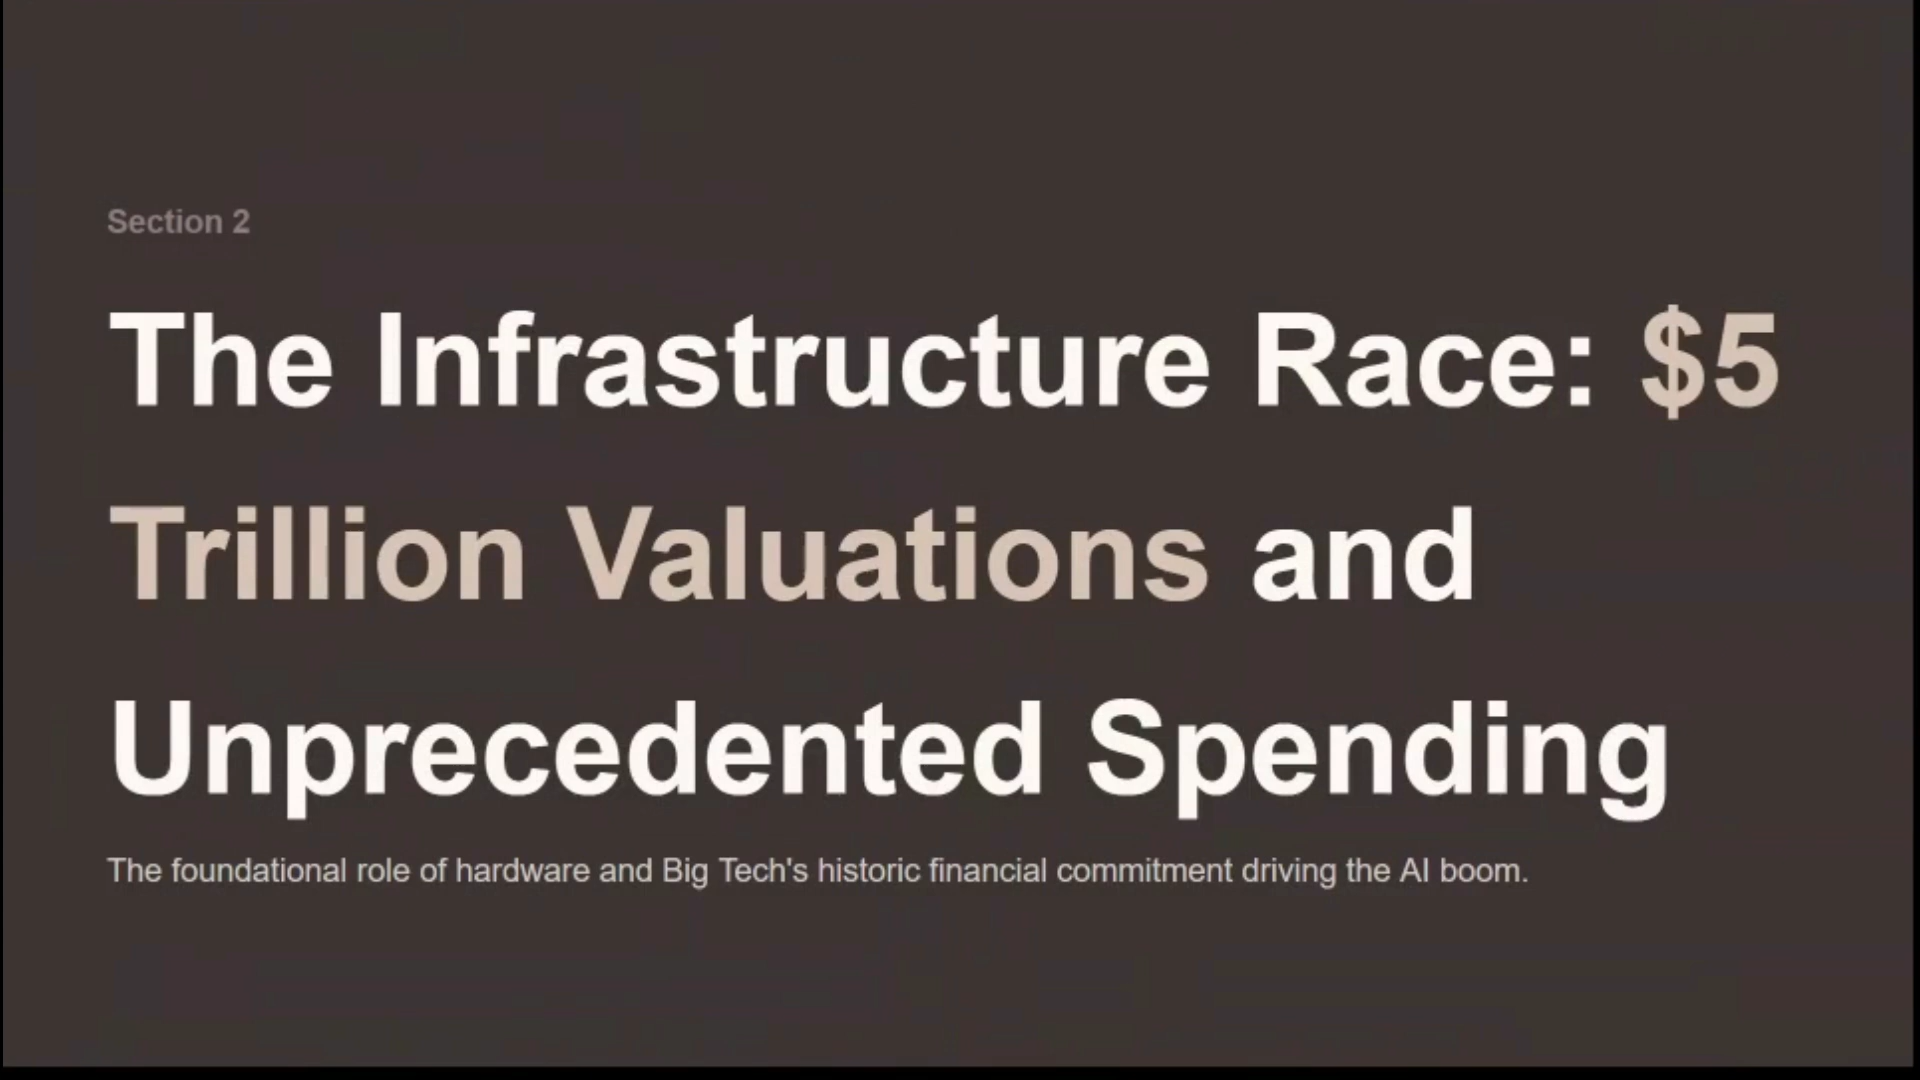 Section 2
The Infrastructure Race: $5
Trillion Valuations and
Unprecedented Spending
The foundational role of hardware and Big Tech's historic financial commitment driving the AI boom.